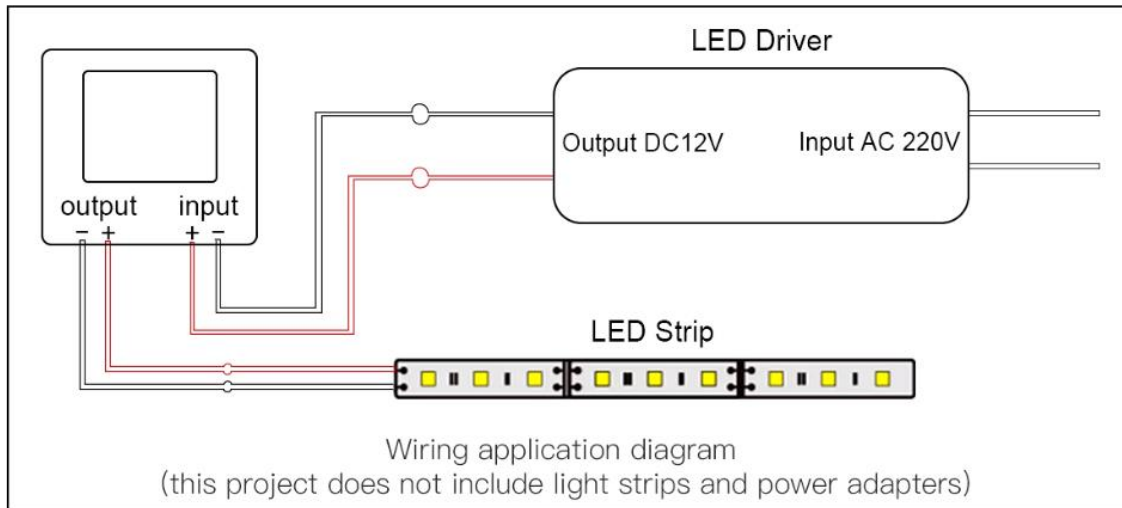 LED Driver
Output DC12V
Input AC 220V
output
input
− +
+ −
LED Strip
Wiring application diagram
(this project does not include light strips and power adapters)